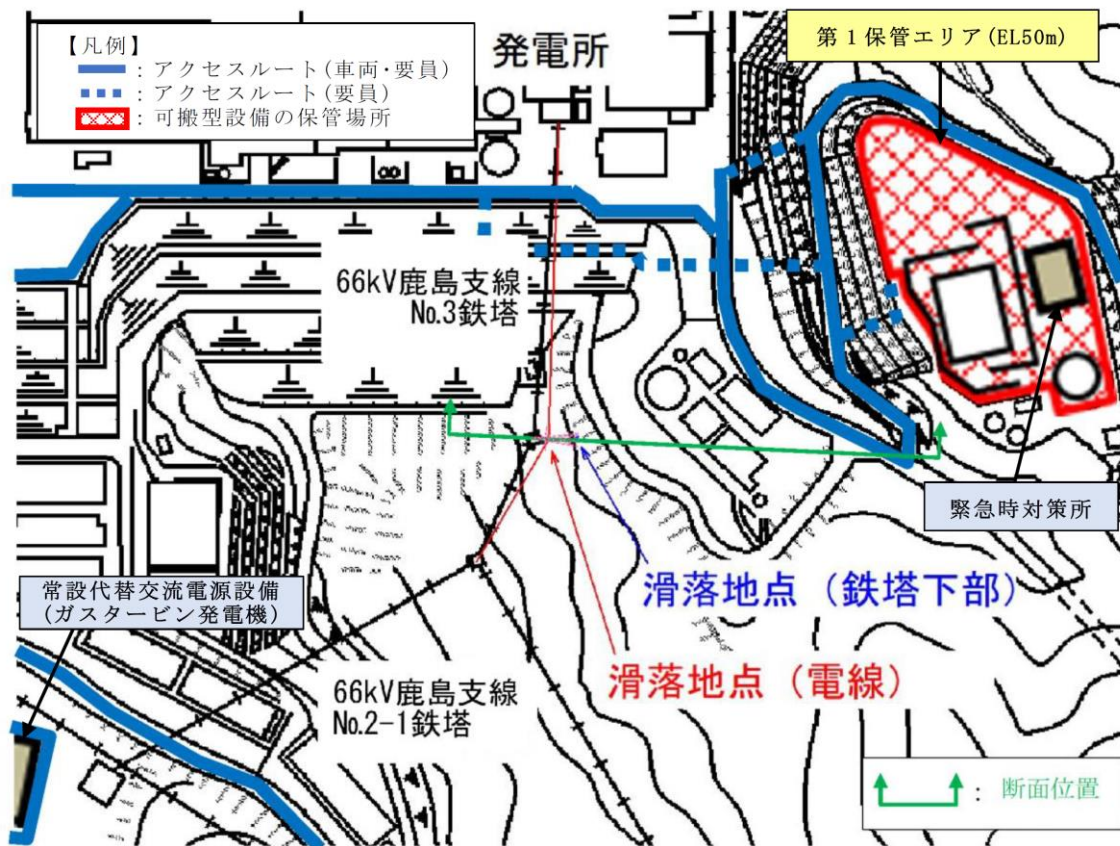 【凡例】
：アクセスルート(車両・要員)
：アクセスルート(要員)
：可搬型設備の保管場所
発電所
第１保管エリア(EL50m)
66kV鹿島支線
No.3鉄塔
緊急時対策所
常設代替交流電源設備
(ガスタービン発電機)
滑落地点（鉄塔下部）
滑落地点（電線）
66kV鹿島支線
No.2-1鉄塔
：断面位置